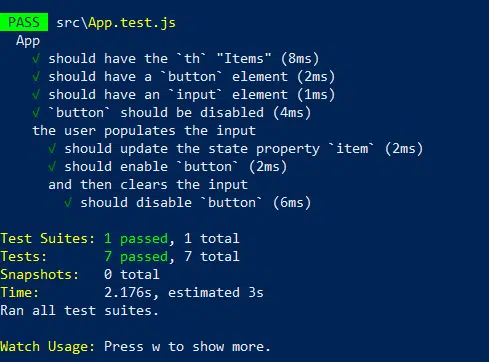 PASS src\App.test.js
App
√ should have the `th` "Items" (8ms)
√ should have a `button` element (2ms)
√ should have an `input` element (1ms)
√ `button` should be disabled (4ms)
the user populates the input
√ should update the state property `item` (2ms)
√ should enable `button` (2ms)
and then clears the input
√ should disable `button` (6ms)
Test Suites: 1 passed, 1 total
Tests: 7 passed, 7 total
Snapshots: 0 total
Time: 2.176s, estimated 3s
Ran all test suites.
Watch Usage: Press w to show more.